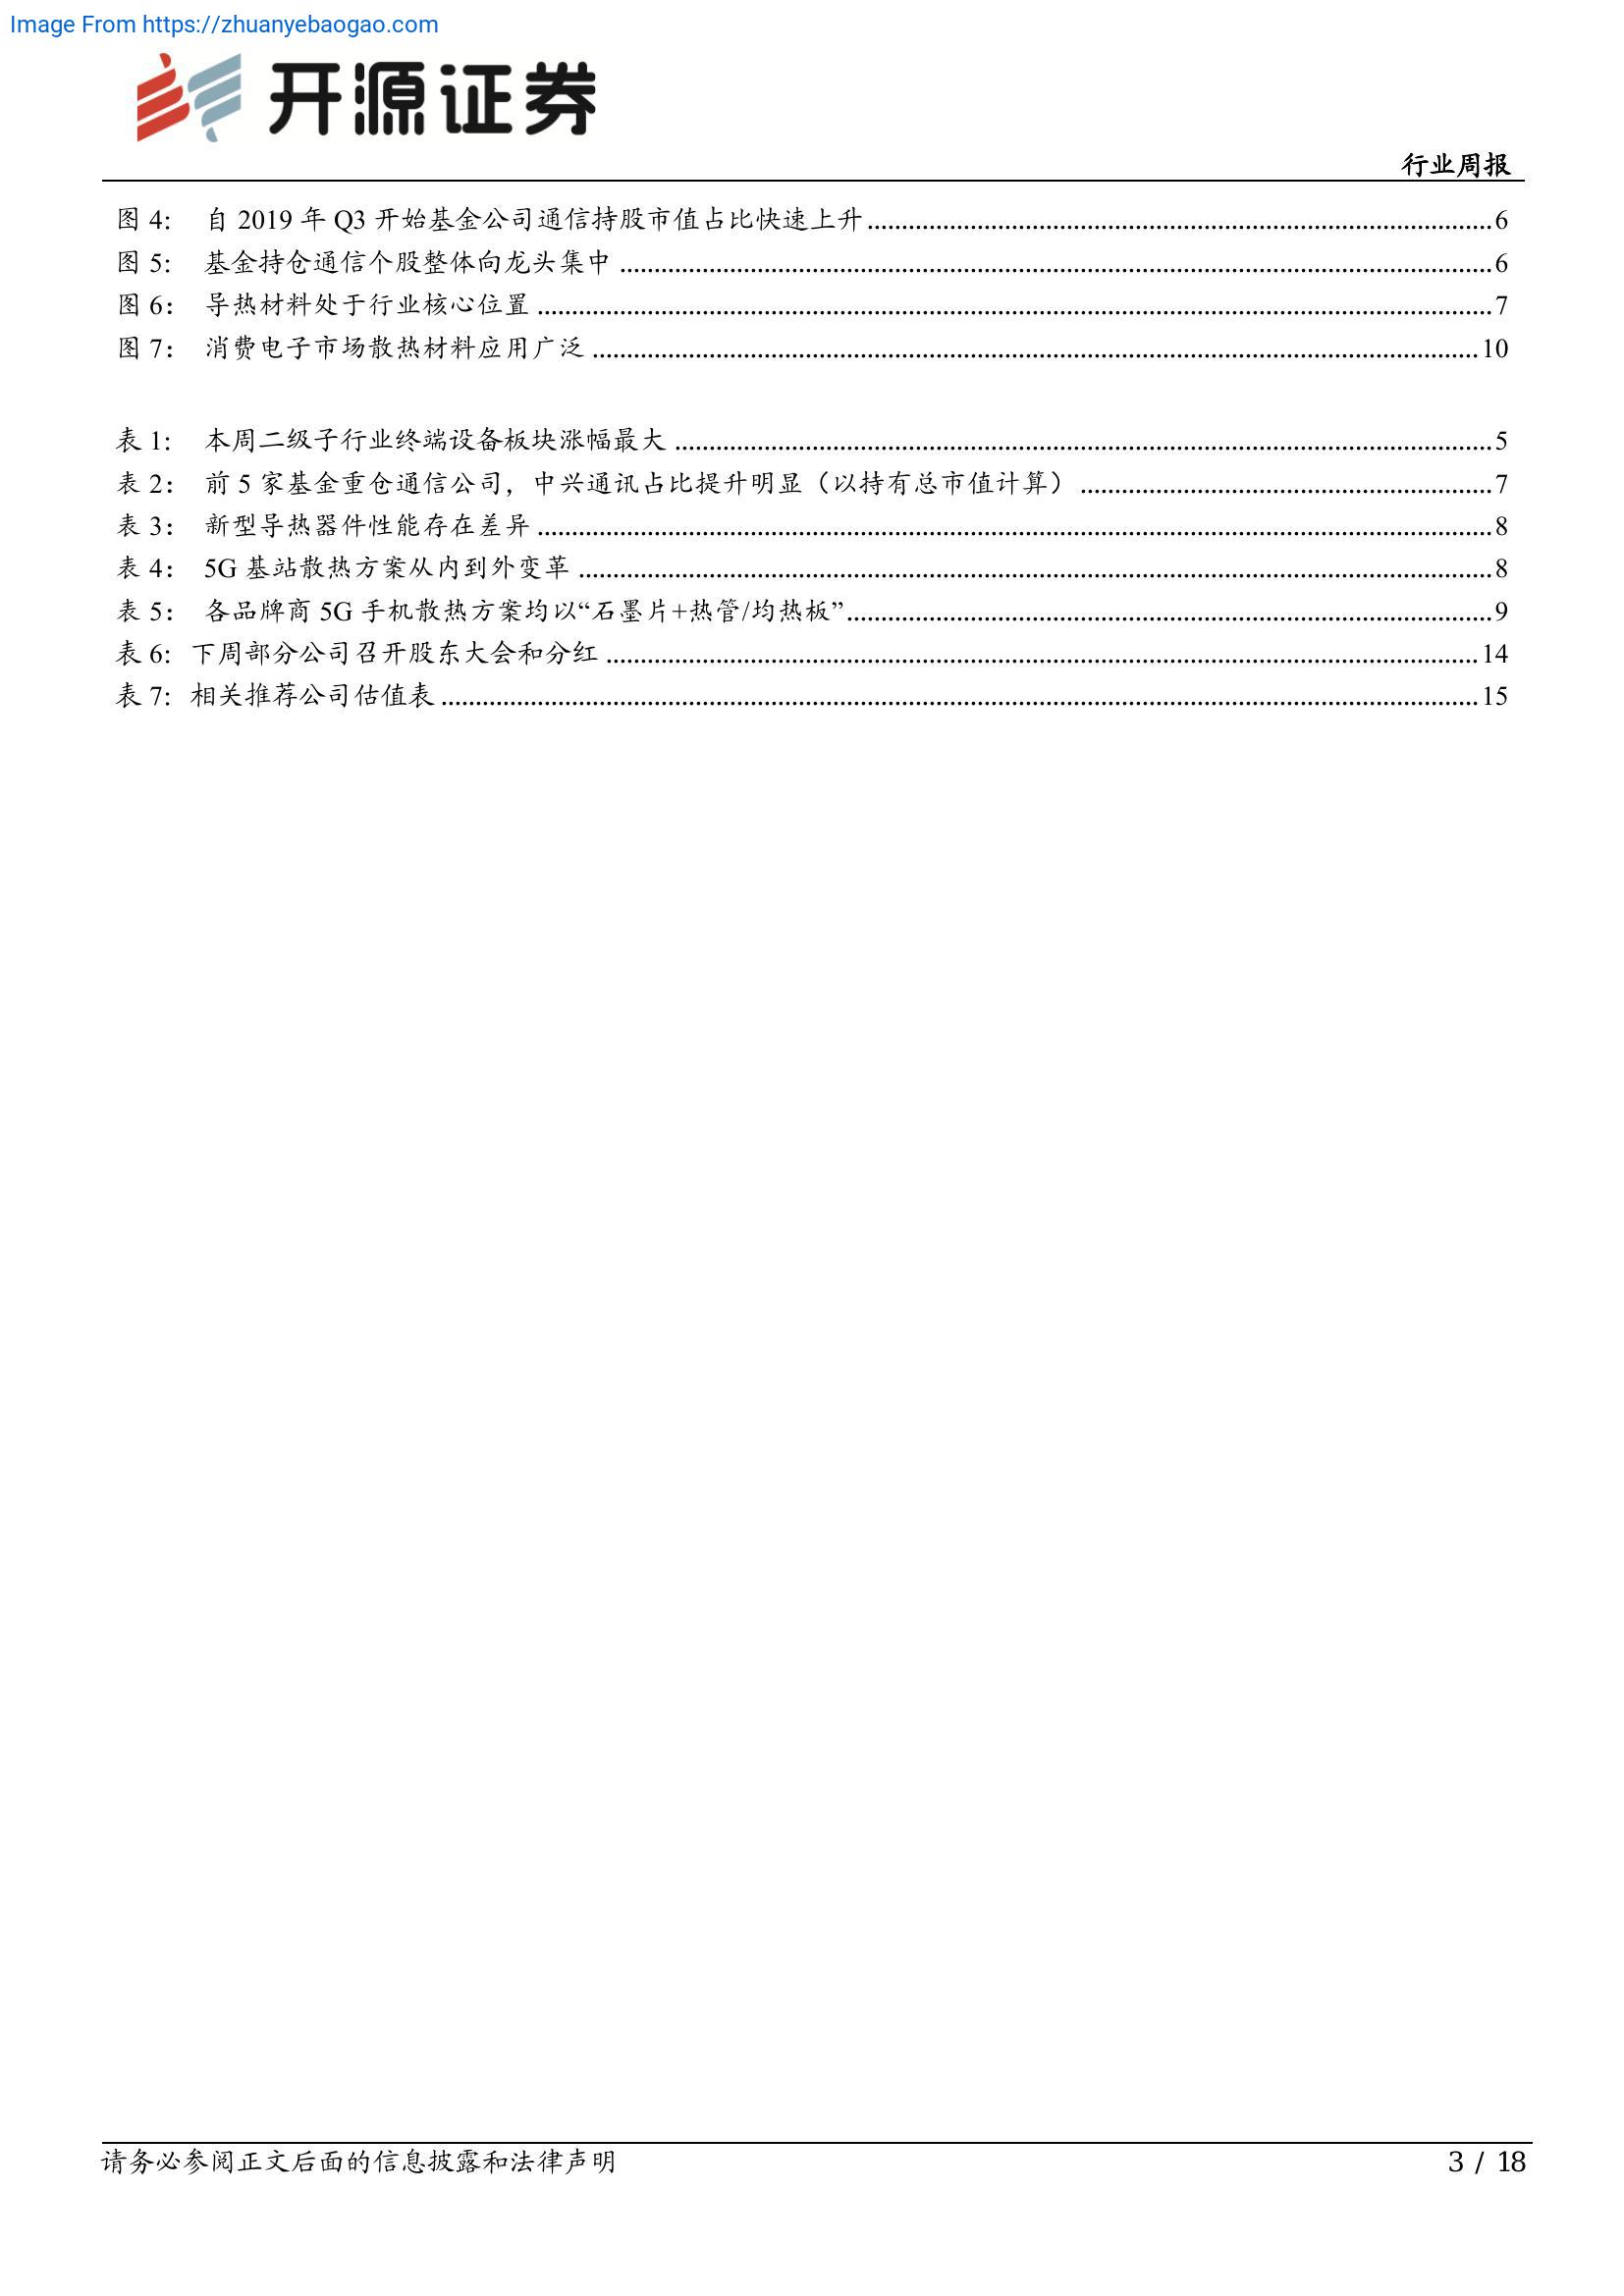 Image From https://zhuanyebaogao.com
开源证券
行业周报
图 4: 自 2019 年 Q3 开始基金公司通信持股市值占比快速上升 ........ 6
图 5: 基金持仓通信个股整体向龙头集中 ........ 6
图 6: 导热材料处于行业核心位置 ........ 7
图 7: 消费电子市场散热材料应用广泛 ........ 10
表 1: 本周二级子行业终端设备板块涨幅最大 ........ 5
表 2: 前 5 家基金重仓通信公司，中兴通讯占比提升明显（以持有总市值计算） ........ 7
表 3: 新型导热器件性能存在差异 ........ 8
表 4: 5G 基站散热方案从内到外变革 ........ 8
表 5: 各品牌商 5G 手机散热方案均以“石墨片+热管/均热板” ........ 9
表 6: 下周部分公司召开股东大会和分红 ........ 14
表 7: 相关推荐公司估值表 ........ 15
请务必参阅正文后面的信息披露和法律声明 3 / 18